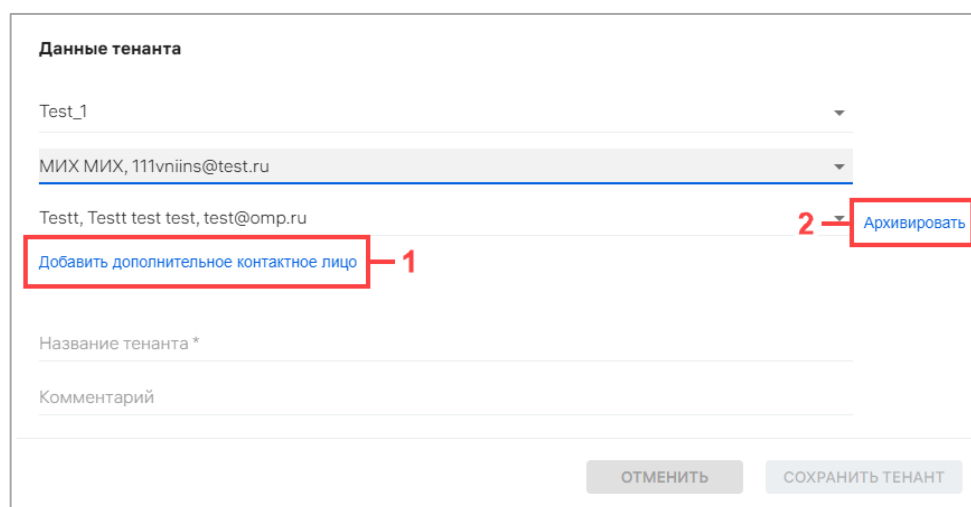 Данные тенанта
Test_1
МИХ МИХ, 111vniins@test.ru
Testt, Testt test test, test@omp.ru
2
Архивировать
Добавить дополнительное контактное лицо
1
Название тенанта *
Комментарий
ОТМЕНИТЬ
СОХРАНИТЬ ТЕНАНТ